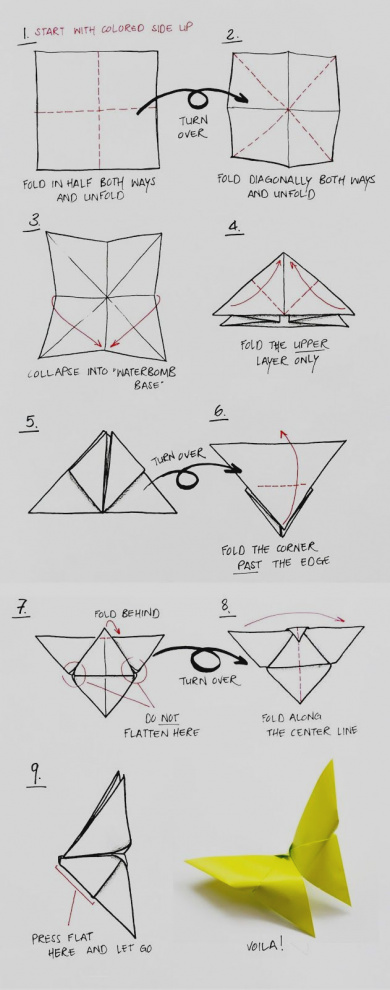 1. START WITH COLORED SIDE UP
2.
TURN
OVER
FOLD IN HALF BOTH WAYS
AND UNFOLD
FOLD DIAGONALLY BOTH WAYS
AND UNFOLD
3.
4.
COLLAPSE INTO "WATERBOMB
BASE"
FOLD THE UPPER
LAYER ONLY
5.
6.
TURN OVER
FOLD THE CORNER
PAST THE EDGE
7.
FOLD BEHIND
8.
TURN OVER
DO NOT
FLATTEN HERE
FOLD ALONG
THE CENTER LINE
9.
PRESS FLAT
HERE AND LET GO
VOILA!